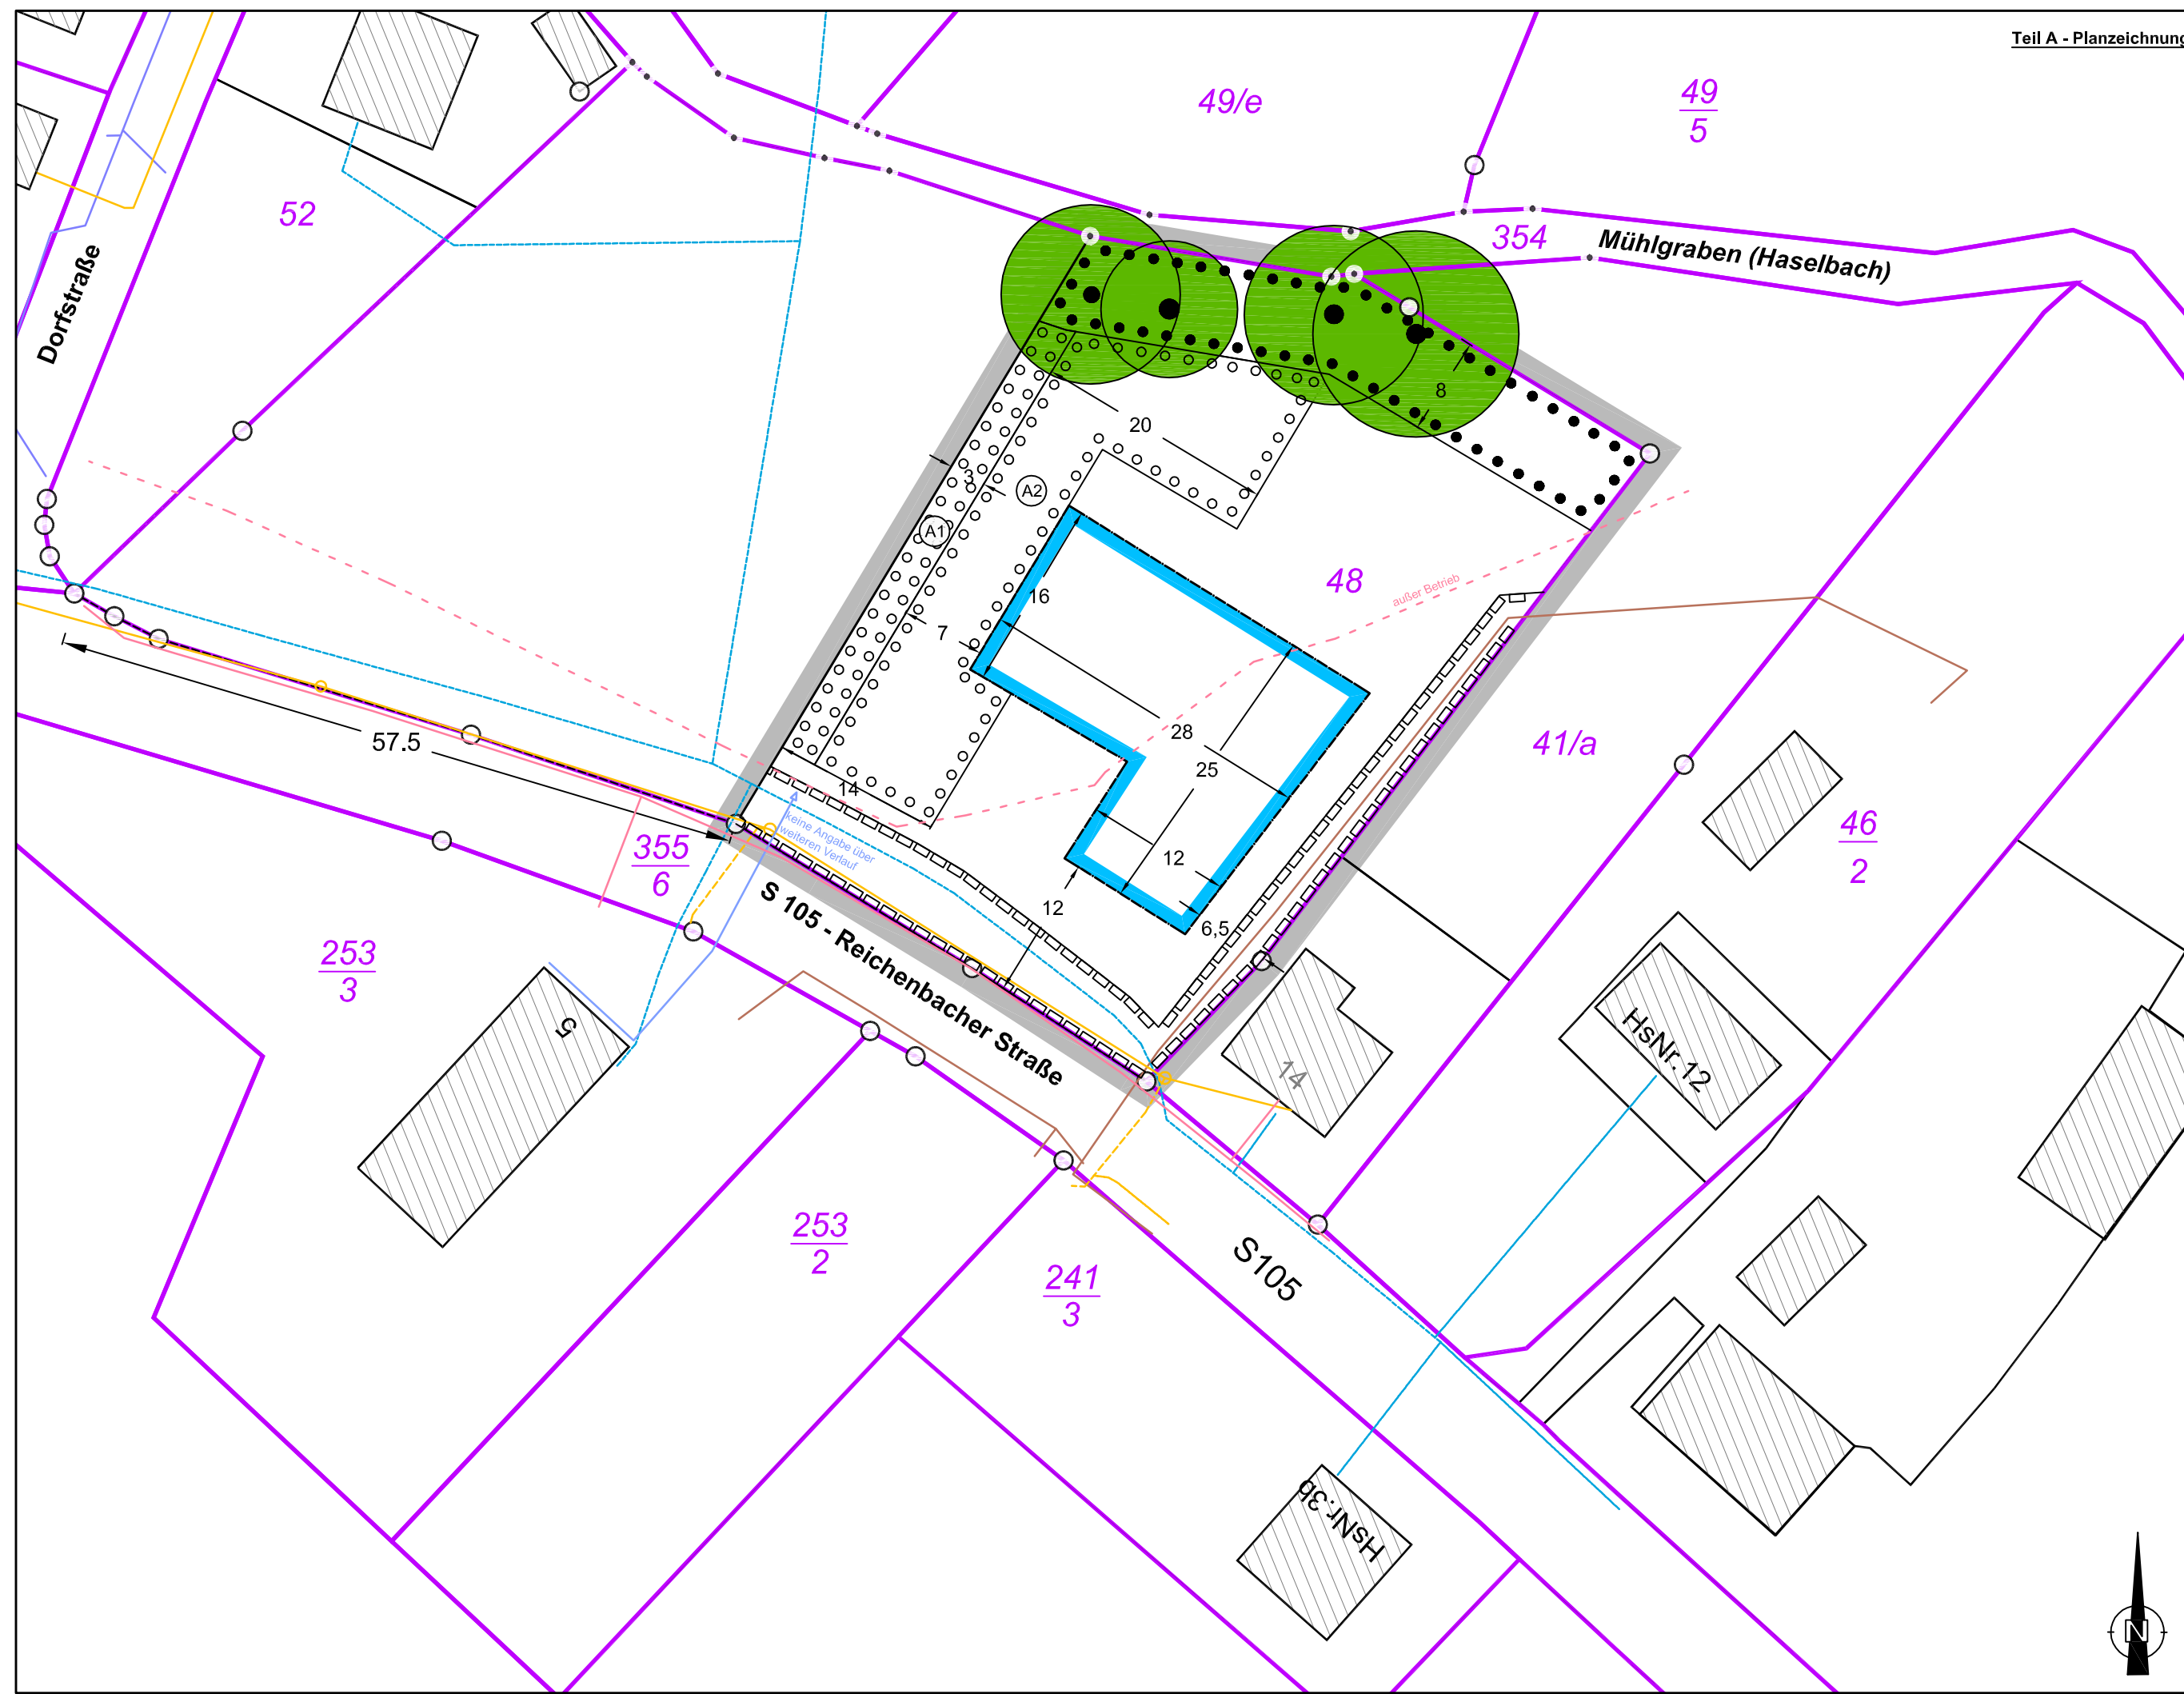 Teil A - Planzeichnung
49/e
49
5
52
354
Mühlgraben (Haselbach)
Dorfstraße
8
20
3
A2
A1
16
48
außer Betrieb
7
28
25
57.5
41/a
14
keine Angabe über
weiteren Verlauf
355
6
46
2
12
12
6,5
S 105 - Reichenbacher Straße
253
3
5
14
HsNr.12
253
2
241
3
S105
HsNr.3b
N